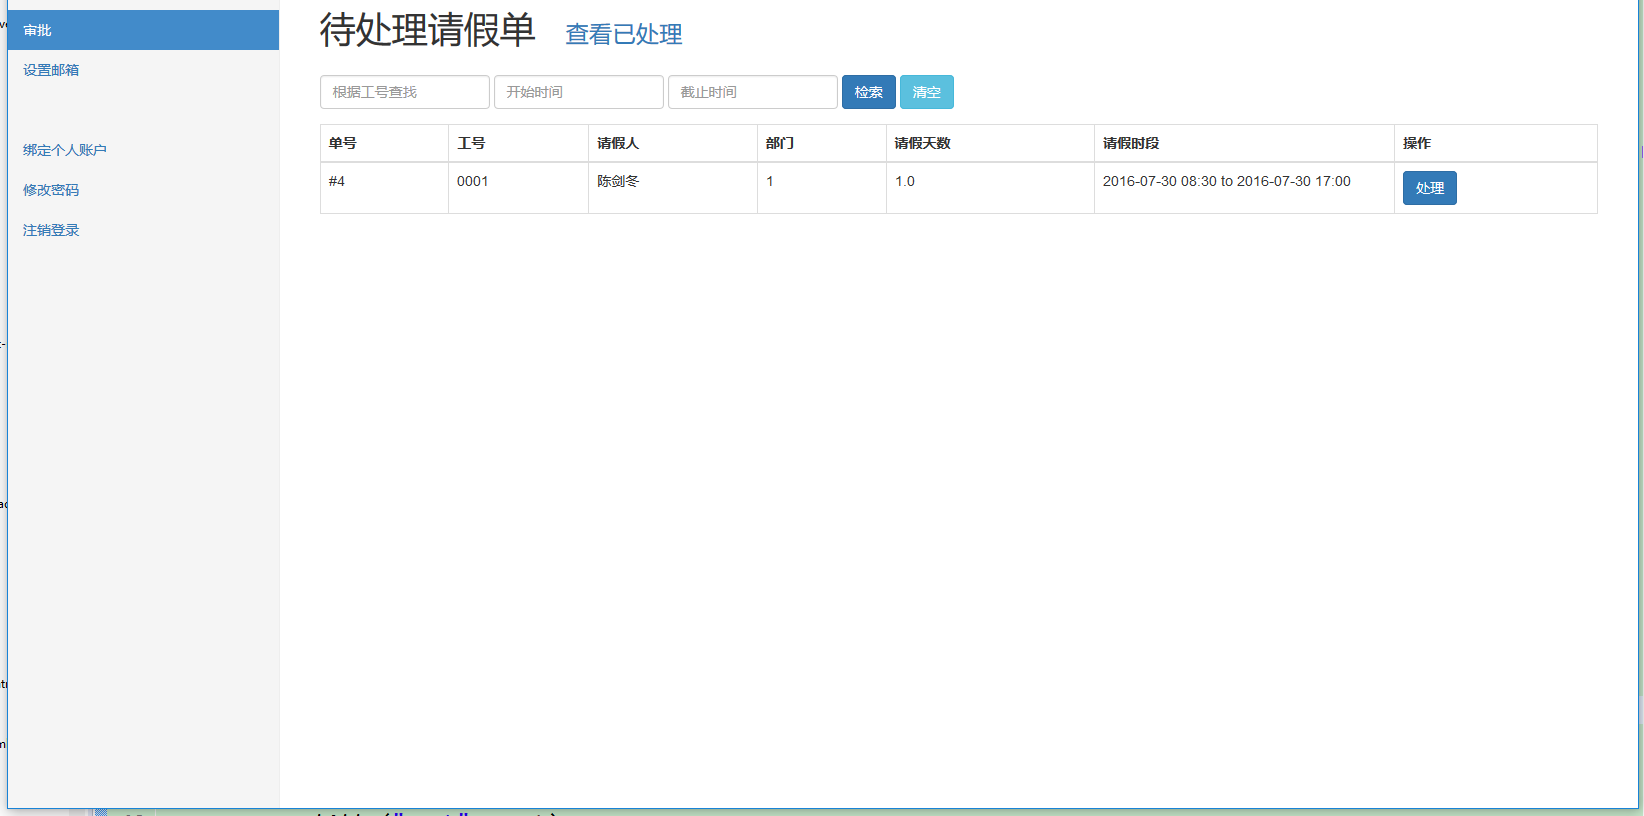 审批
设置邮箱
绑定个人账户
修改密码
注销登录
待处理请假单 查看已处理
根据工号查找 开始时间 截止时间 检索 清空
单号 工号 请假人 部门 请假天数 请假时段 操作
#4 0001 陈剑冬 1 1.0 2016-07-30 08:30 to 2016-07-30 17:00 处理